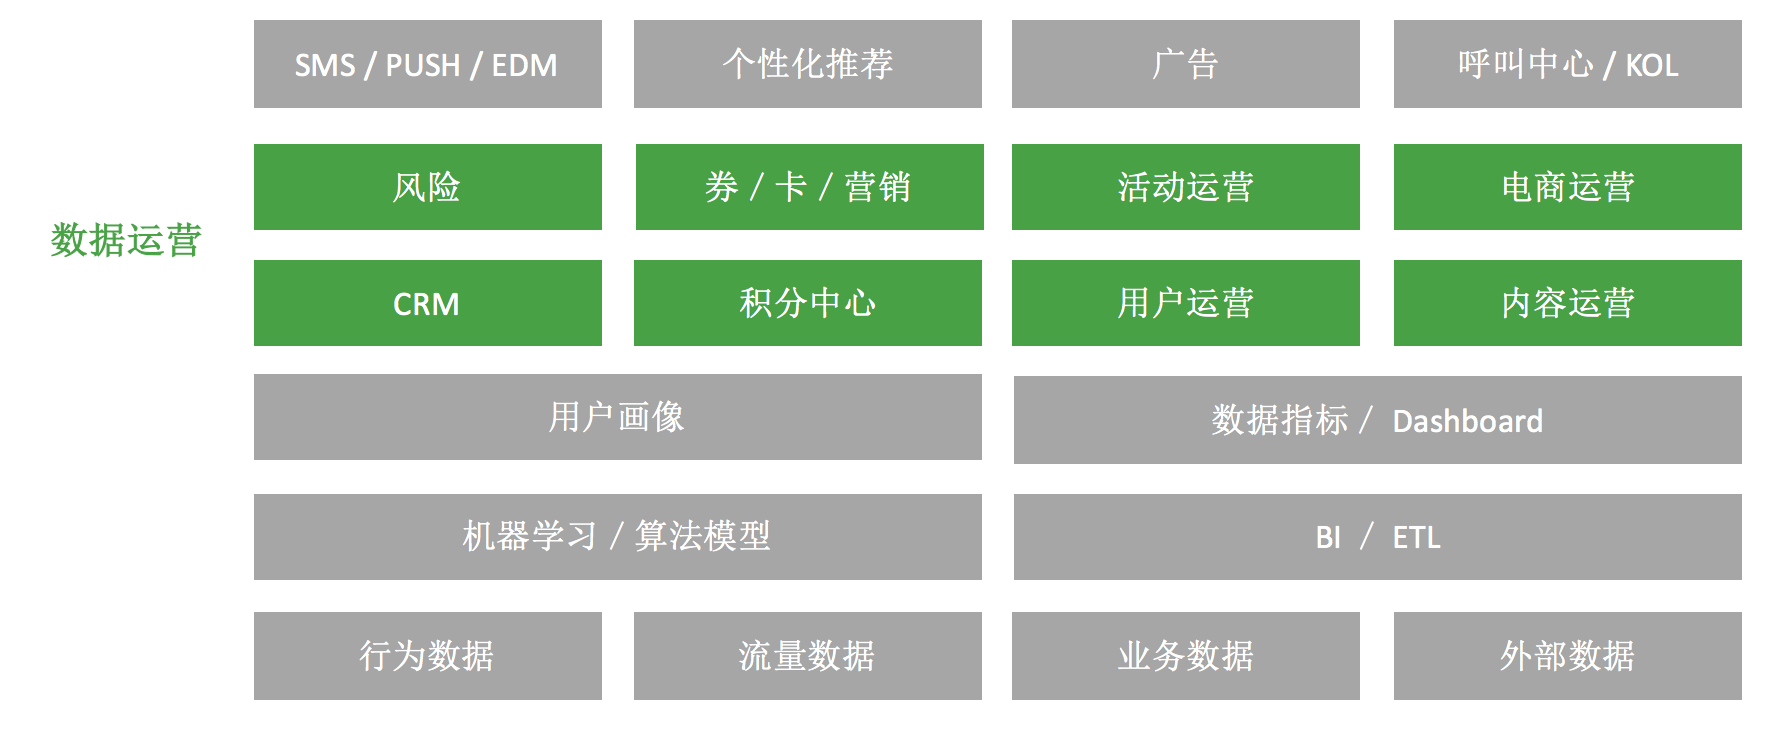 SMS / PUSH / EDM
个性化推荐
广告
呼叫中心 / KOL
风险
券 / 卡 / 营销
活动运营
电商运营
数据运营
CRM
积分中心
用户运营
内容运营
用户画像
数据指标 / Dashboard
机器学习 / 算法模型
BI / ETL
行为数据
流量数据
业务数据
外部数据